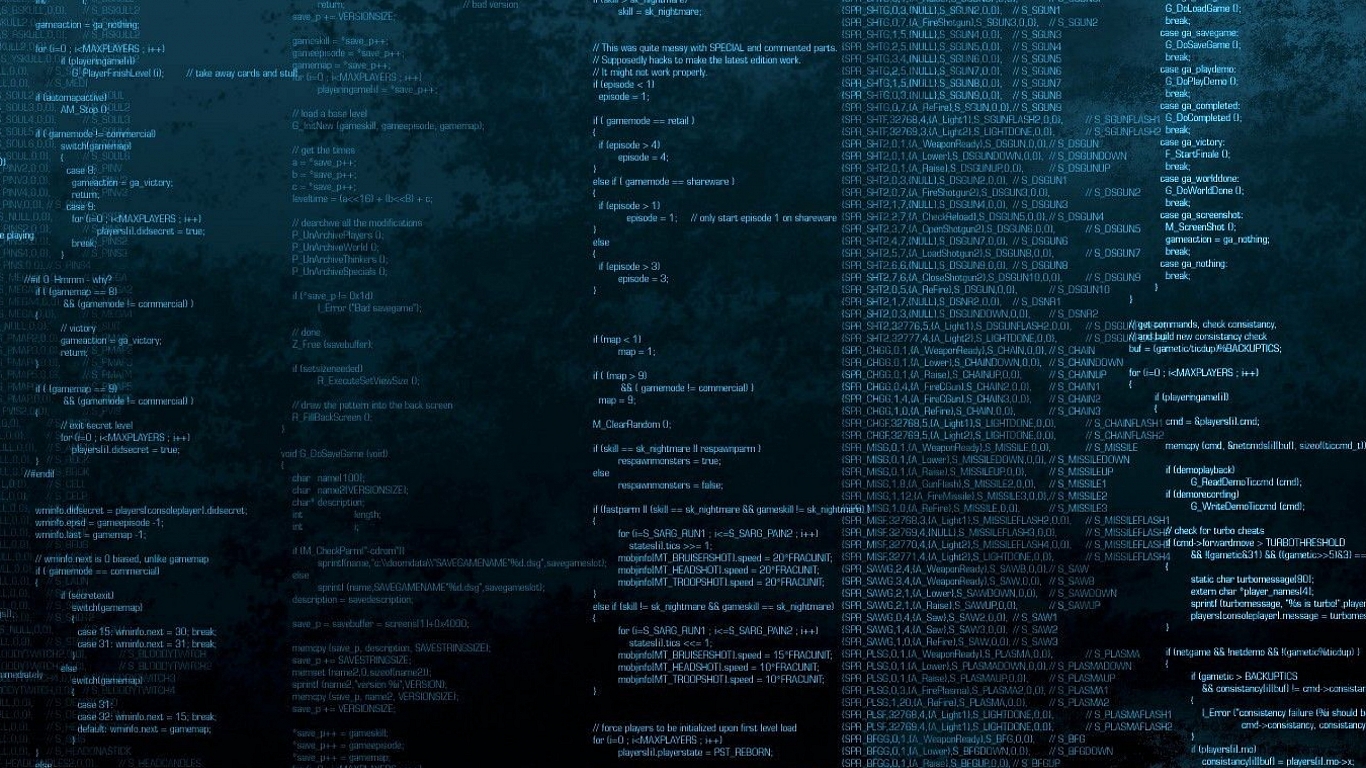 gameaction = ga_nothing;
for (i=0 ; i<MAXPLAYERS ; i++)
if (playeringame[i])
G_PlayerFinishLevel (i); // take away cards and stuff
if (automapactive)
AM_Stop ();
if ( gamemode != commercial)
switch(gamemap)
{
case 8:
gameaction = ga_victory;
return;
case 9:
for (i=0 ; i<MAXPLAYERS ; i++)
players[i].didsecret = true;
break;
}
//#if 0 Hmmm - why?
if ( (gamemap == 8)
&& (gamemode != commercial) )
{
// victory
gameaction = ga_victory;
return;
}
if ( (gamemap == 9)
&& (gamemode != commercial) )
{
// exit secret level
for (i=0 ; i<MAXPLAYERS ; i++)
players[i].didsecret = true;
}
//#endif
wminfo.didsecret = players[consoleplayer].didsecret;
wminfo.epsd = gameepisode -1;
wminfo.last = gamemap -1;
// wminfo.next is 0 biased, unlike gamemap
if ( gamemode == commercial)
{
if (secretexit)
switch(gamemap)
{
case 15: wminfo.next = 30; break;
case 31: wminfo.next = 31; break;
}
else
switch(gamemap)
{
case 31:
case 32: wminfo.next = 15; break;
default: wminfo.next = gamemap;
}
return; // bad version
save_p += VERSIONSIZE;
gameskill = *save_p++;
gameepisode = *save_p++;
gamemap = *save_p++;
for (i=0 ; i<MAXPLAYERS ; i++)
playeringame[i] = *save_p++;
// load a base level
G_InitNew (gameskill, gameepisode, gamemap);
// get the times
a = *save_p++;
b = *save_p++;
c = *save_p++;
leveltime = (a<<16) + (b<<8) + c;
// dearchive all the modifications
P_UnArchivePlayers ();
P_UnArchiveWorld ();
P_UnArchiveThinkers ();
P_UnArchiveSpecials ();
if (*save_p != 0x1d)
I_Error ("Bad savegame");
// done
Z_Free (savebuffer);
if (setsizeneeded)
R_ExecuteSetViewSize ();
// draw the pattern into the back screen
R_FillBackScreen ();
}
void G_DoSaveGame (void)
{
char name[100];
char name2[VERSIONSIZE];
char* description;
int length;
int i;
if (M_CheckParm("-cdrom"))
sprintf(name,"c:\\doomdata\\"SAVEGAMENAME"%d.dsg",savegameslot);
else
sprintf (name,SAVEGAMENAME"%d.dsg",savegameslot);
description = savedescription;
save_p = savebuffer = screens[1]+0x4000;
memcpy (save_p, description, SAVESTRINGSIZE);
save_p += SAVESTRINGSIZE;
memset (name2,0,sizeof(name2));
sprintf (name2,"version %i",VERSION);
memcpy (save_p, name2, VERSIONSIZE);
save_p += VERSIONSIZE;
*save_p++ = gameskill;
*save_p++ = gameepisode;
*save_p++ = gamemap;
for (i=0 ; i<MAXPLAYERS ; i++)
if (skill > sk_nightmare)
skill = sk_nightmare;
// This was quite messy with SPECIAL and commented parts.
// Supposedly hacks to make the latest edition work.
// It might not work properly.
if (episode < 1)
episode = 1;
if ( gamemode == retail )
{
if (episode > 4)
episode = 4;
}
else if ( gamemode == shareware )
{
if (episode > 1)
episode = 1; // only start episode 1 on shareware
}
else
{
if (episode > 3)
episode = 3;
}
if (map < 1)
map = 1;
if ( (map > 9)
&& ( gamemode != commercial) )
map = 9;
M_ClearRandom ();
if (skill == sk_nightmare || respawnparm )
respawnmonsters = true;
else
respawnmonsters = false;
if (fastparm || (skill == sk_nightmare && gameskill != sk_nightmare) )
{
for (i=S_SARG_RUN1 ; i<=S_SARG_PAIN2 ; i++)
states[i].tics >>= 1;
mobjinfo[MT_BRUISERSHOT].speed = 20*FRACUNIT;
mobjinfo[MT_HEADSHOT].speed = 20*FRACUNIT;
mobjinfo[MT_TROOPSHOT].speed = 20*FRACUNIT;
}
else if (skill != sk_nightmare && gameskill == sk_nightmare)
{
for (i=S_SARG_RUN1 ; i<=S_SARG_PAIN2 ; i++)
states[i].tics <<= 1;
mobjinfo[MT_BRUISERSHOT].speed = 15*FRACUNIT;
mobjinfo[MT_HEADSHOT].speed = 10*FRACUNIT;
mobjinfo[MT_TROOPSHOT].speed = 10*FRACUNIT;
}
// force players to be initialized upon first level load
for (i=0 ; i<MAXPLAYERS ; i++)
players[i].playerstate = PST_REBORN;
{SPR_SHTG,0,3,{NULL},S_SGUN2,0,0}, // S_SGUN1
{SPR_SHTG,0,7,{A_FireShotgun},S_SGUN3,0,0}, // S_SGUN2
{SPR_SHTG,1,5,{NULL},S_SGUN4,0,0}, // S_SGUN3
{SPR_SHTG,2,5,{NULL},S_SGUN5,0,0}, // S_SGUN4
{SPR_SHTG,3,4,{NULL},S_SGUN6,0,0}, // S_SGUN5
{SPR_SHTG,2,5,{NULL},S_SGUN7,0,0}, // S_SGUN6
{SPR_SHTG,1,5,{NULL},S_SGUN8,0,0}, // S_SGUN7
{SPR_SHTG,0,3,{NULL},S_SGUN9,0,0}, // S_SGUN8
{SPR_SHTG,0,7,{A_ReFire},S_SGUN,0,0}, // S_SGUN9
{SPR_SHTF,32768,4,{A_Light1},S_SGUNFLASH2,0,0}, // S_SGUNFLASH1
{SPR_SHTF,32769,3,{A_Light2},S_LIGHTDONE,0,0}, // S_SGUNFLASH2
{SPR_SHT2,0,1,{A_WeaponReady},S_DSGUN,0,0}, // S_DSGUN
{SPR_SHT2,0,1,{A_Lower},S_DSGUNDOWN,0,0}, // S_DSGUNDOWN
{SPR_SHT2,0,1,{A_Raise},S_DSGUNUP,0,0}, // S_DSGUNUP
{SPR_SHT2,0,3,{NULL},S_DSGUN2,0,0}, // S_DSGUN1
{SPR_SHT2,0,7,{A_FireShotgun2},S_DSGUN3,0,0}, // S_DSGUN2
{SPR_SHT2,1,7,{NULL},S_DSGUN4,0,0}, // S_DSGUN3
{SPR_SHT2,2,7,{A_CheckReload},S_DSGUN5,0,0}, // S_DSGUN4
{SPR_SHT2,3,7,{A_OpenShotgun2},S_DSGUN6,0,0}, // S_DSGUN5
{SPR_SHT2,4,7,{NULL},S_DSGUN7,0,0}, // S_DSGUN6
{SPR_SHT2,5,7,{A_LoadShotgun2},S_DSGUN8,0,0}, // S_DSGUN7
{SPR_SHT2,6,6,{NULL},S_DSGUN9,0,0}, // S_DSGUN8
{SPR_SHT2,7,6,{A_CloseShotgun2},S_DSGUN10,0,0}, // S_DSGUN9
{SPR_SHT2,0,5,{A_ReFire},S_DSGUN,0,0}, // S_DSGUN10
{SPR_SHT2,1,7,{NULL},S_DSNR2,0,0}, // S_DSNR1
{SPR_SHT2,0,3,{NULL},S_DSGUNDOWN,0,0}, // S_DSNR2
{SPR_SHT2,32776,5,{A_Light1},S_DSGUNFLASH2,0,0}, // S_DSGUNFLASH1
{SPR_SHT2,32777,4,{A_Light2},S_LIGHTDONE,0,0}, // S_DSGUNFLASH2
{SPR_CHGG,0,1,{A_WeaponReady},S_CHAIN,0,0}, // S_CHAIN
{SPR_CHGG,0,1,{A_Lower},S_CHAINDOWN,0,0}, // S_CHAINDOWN
{SPR_CHGG,0,1,{A_Raise},S_CHAINUP,0,0}, // S_CHAINUP
{SPR_CHGG,0,4,{A_FireCGun},S_CHAIN2,0,0}, // S_CHAIN1
{SPR_CHGG,1,4,{A_FireCGun},S_CHAIN3,0,0}, // S_CHAIN2
{SPR_CHGG,1,0,{A_ReFire},S_CHAIN,0,0}, // S_CHAIN3
{SPR_CHGF,32768,5,{A_Light1},S_LIGHTDONE,0,0}, // S_CHAINFLASH1
{SPR_CHGF,32769,5,{A_Light2},S_LIGHTDONE,0,0}, // S_CHAINFLASH2
{SPR_MISG,0,1,{A_WeaponReady},S_MISSILE,0,0}, // S_MISSILE
{SPR_MISG,0,1,{A_Lower},S_MISSILEDOWN,0,0}, // S_MISSILEDOWN
{SPR_MISG,0,1,{A_Raise},S_MISSILEUP,0,0}, // S_MISSILEUP
{SPR_MISG,1,8,{A_GunFlash},S_MISSILE2,0,0}, // S_MISSILE1
{SPR_MISG,1,12,{A_FireMissile},S_MISSILE3,0,0}, // S_MISSILE2
{SPR_MISG,1,0,{A_ReFire},S_MISSILE,0,0}, // S_MISSILE3
{SPR_MISF,32768,3,{A_Light1},S_MISSILEFLASH2,0,0}, // S_MISSILEFLASH1
{SPR_MISF,32769,4,{NULL},S_MISSILEFLASH3,0,0}, // S_MISSILEFLASH2
{SPR_MISF,32770,4,{A_Light2},S_MISSILEFLASH4,0,0}, // S_MISSILEFLASH3
{SPR_MISF,32771,4,{A_Light2},S_LIGHTDONE,0,0}, // S_MISSILEFLASH4
{SPR_SAWG,2,4,{A_WeaponReady},S_SAWB,0,0}, // S_SAW
{SPR_SAWG,3,4,{A_WeaponReady},S_SAW,0,0}, // S_SAWB
{SPR_SAWG,2,1,{A_Lower},S_SAWDOWN,0,0}, // S_SAWDOWN
{SPR_SAWG,2,1,{A_Raise},S_SAWUP,0,0}, // S_SAWUP
{SPR_SAWG,0,4,{A_Saw},S_SAW2,0,0}, // S_SAW1
{SPR_SAWG,1,4,{A_Saw},S_SAW3,0,0}, // S_SAW2
{SPR_SAWG,1,0,{A_ReFire},S_SAW,0,0}, // S_SAW3
{SPR_PLSG,0,1,{A_WeaponReady},S_PLASMA,0,0}, // S_PLASMA
{SPR_PLSG,0,1,{A_Lower},S_PLASMADOWN,0,0}, // S_PLASMADOWN
{SPR_PLSG,0,1,{A_Raise},S_PLASMAUP,0,0}, // S_PLASMAUP
{SPR_PLSG,0,3,{A_FirePlasma},S_PLASMA2,0,0}, // S_PLASMA1
{SPR_PLSG,1,20,{A_ReFire},S_PLASMA,0,0}, // S_PLASMA2
{SPR_PLSF,32768,4,{A_Light1},S_LIGHTDONE,0,0}, // S_PLASMAFLASH1
{SPR_PLSF,32769,4,{A_Light1},S_LIGHTDONE,0,0}, // S_PLASMAFLASH2
{SPR_BFGG,0,1,{A_WeaponReady},S_BFG,0,0}, // S_BFG
{SPR_BFGG,0,1,{A_Lower},S_BFGDOWN,0,0}, // S_BFGDOWN
{SPR_BFGG,0,1,{A_Raise},S_BFGUP,0,0}, // S_BFGUP
G_DoLoadGame ();
break;
case ga_savegame:
G_DoSaveGame ();
break;
case ga_playdemo:
G_DoPlayDemo ();
break;
case ga_completed:
G_DoCompleted ();
break;
case ga_victory:
F_StartFinale ();
break;
case ga_worlddone:
G_DoWorldDone ();
break;
case ga_screenshot:
M_ScreenShot ();
gameaction = ga_nothing;
break;
case ga_nothing:
break;
}
}
// get commands, check consistancy,
// and build new consistancy check
buf = (gametic/ticdup)%BACKUPTICS;
for (i=0 ; i<MAXPLAYERS ; i++)
{
if (playeringame[i])
{
cmd = &players[i].cmd;
memcpy (cmd, &netcmds[i][buf], sizeof(ticcmd_t));
if (demoplayback)
G_ReadDemoTiccmd (cmd);
if (demorecording)
G_WriteDemoTiccmd (cmd);
// check for turbo cheats
if (cmd->forwardmove > TURBOTHRESHOLD
&& !(gametic&31) && ((gametic>>5)&3) ==
{
static char turbomessage[80];
extern char *player_names[4];
sprintf (turbomessage, "%s is turbo!",player
players[consoleplayer].message = turbomes
}
if (netgame && !netdemo && !(gametic%ticdup) )
{
if (gametic > BACKUPTICS
&& consistancy[i][buf] != cmd->consistan
{
I_Error ("consistency failure (%i should b
cmd->consistancy, consistancy
}
if (players[i].mo)
consistancy[i][buf] = players[i].mo->x;